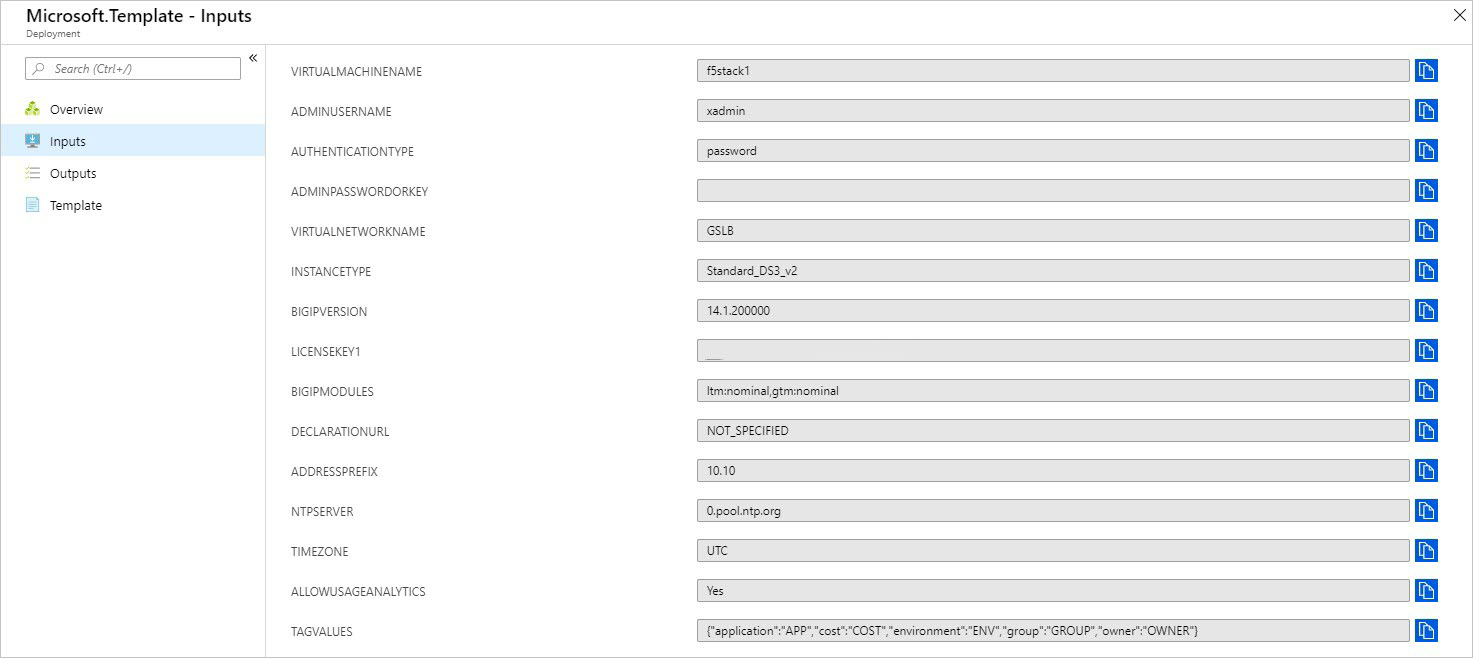 Microsoft.Template - Inputs
Deployment
Search (Ctrl+/)
«
Overview
Inputs
Outputs
Template
VIRTUALMACHINENAME f5stack1
ADMINUSERNAME xadmin
AUTHENTICATIONTYPE password
ADMINPASSWORDORKEY
VIRTUALNETWORKNAME GSLB
INSTANCETYPE Standard_DS3_v2
BIGIPVERSION 14.1.200000
LICENSEKEY1 ___
BIGIPMODULES ltm:nominal,gtm:nominal
DECLARATIONURL NOT_SPECIFIED
ADDRESSPREFIX 10.10
NTPSERVER 0.pool.ntp.org
TIMEZONE UTC
ALLOWUSAGEANALYTICS Yes
TAGVALUES {"application":"APP","cost":"COST","environment":"ENV","group":"GROUP","owner":"OWNER"}